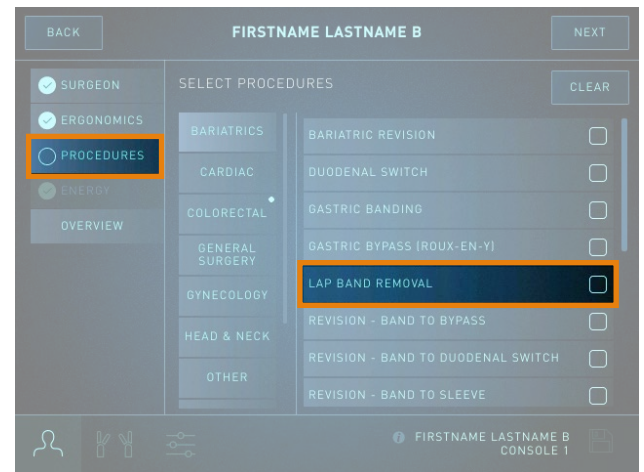 BACK
FIRSTNAME LASTNAME B
NEXT
SURGEON
ERGONOMICS
PROCEDURES
ENERGY
OVERVIEW
SELECT PROCEDURES
CLEAR
BARIATRICS
CARDIAC
COLORECTAL
GENERAL
SURGERY
GYNECOLOGY
HEAD & NECK
OTHER
BARIATRIC REVISION
DUODENAL SWITCH
GASTRIC BANDING
GASTRIC BYPASS (ROUX-EN-Y)
LAP BAND REMOVAL
REVISION - BAND TO BYPASS
REVISION - BAND TO DUODENAL SWITCH
REVISION - BAND TO SLEEVE
FIRSTNAME LASTNAME B
CONSOLE 1